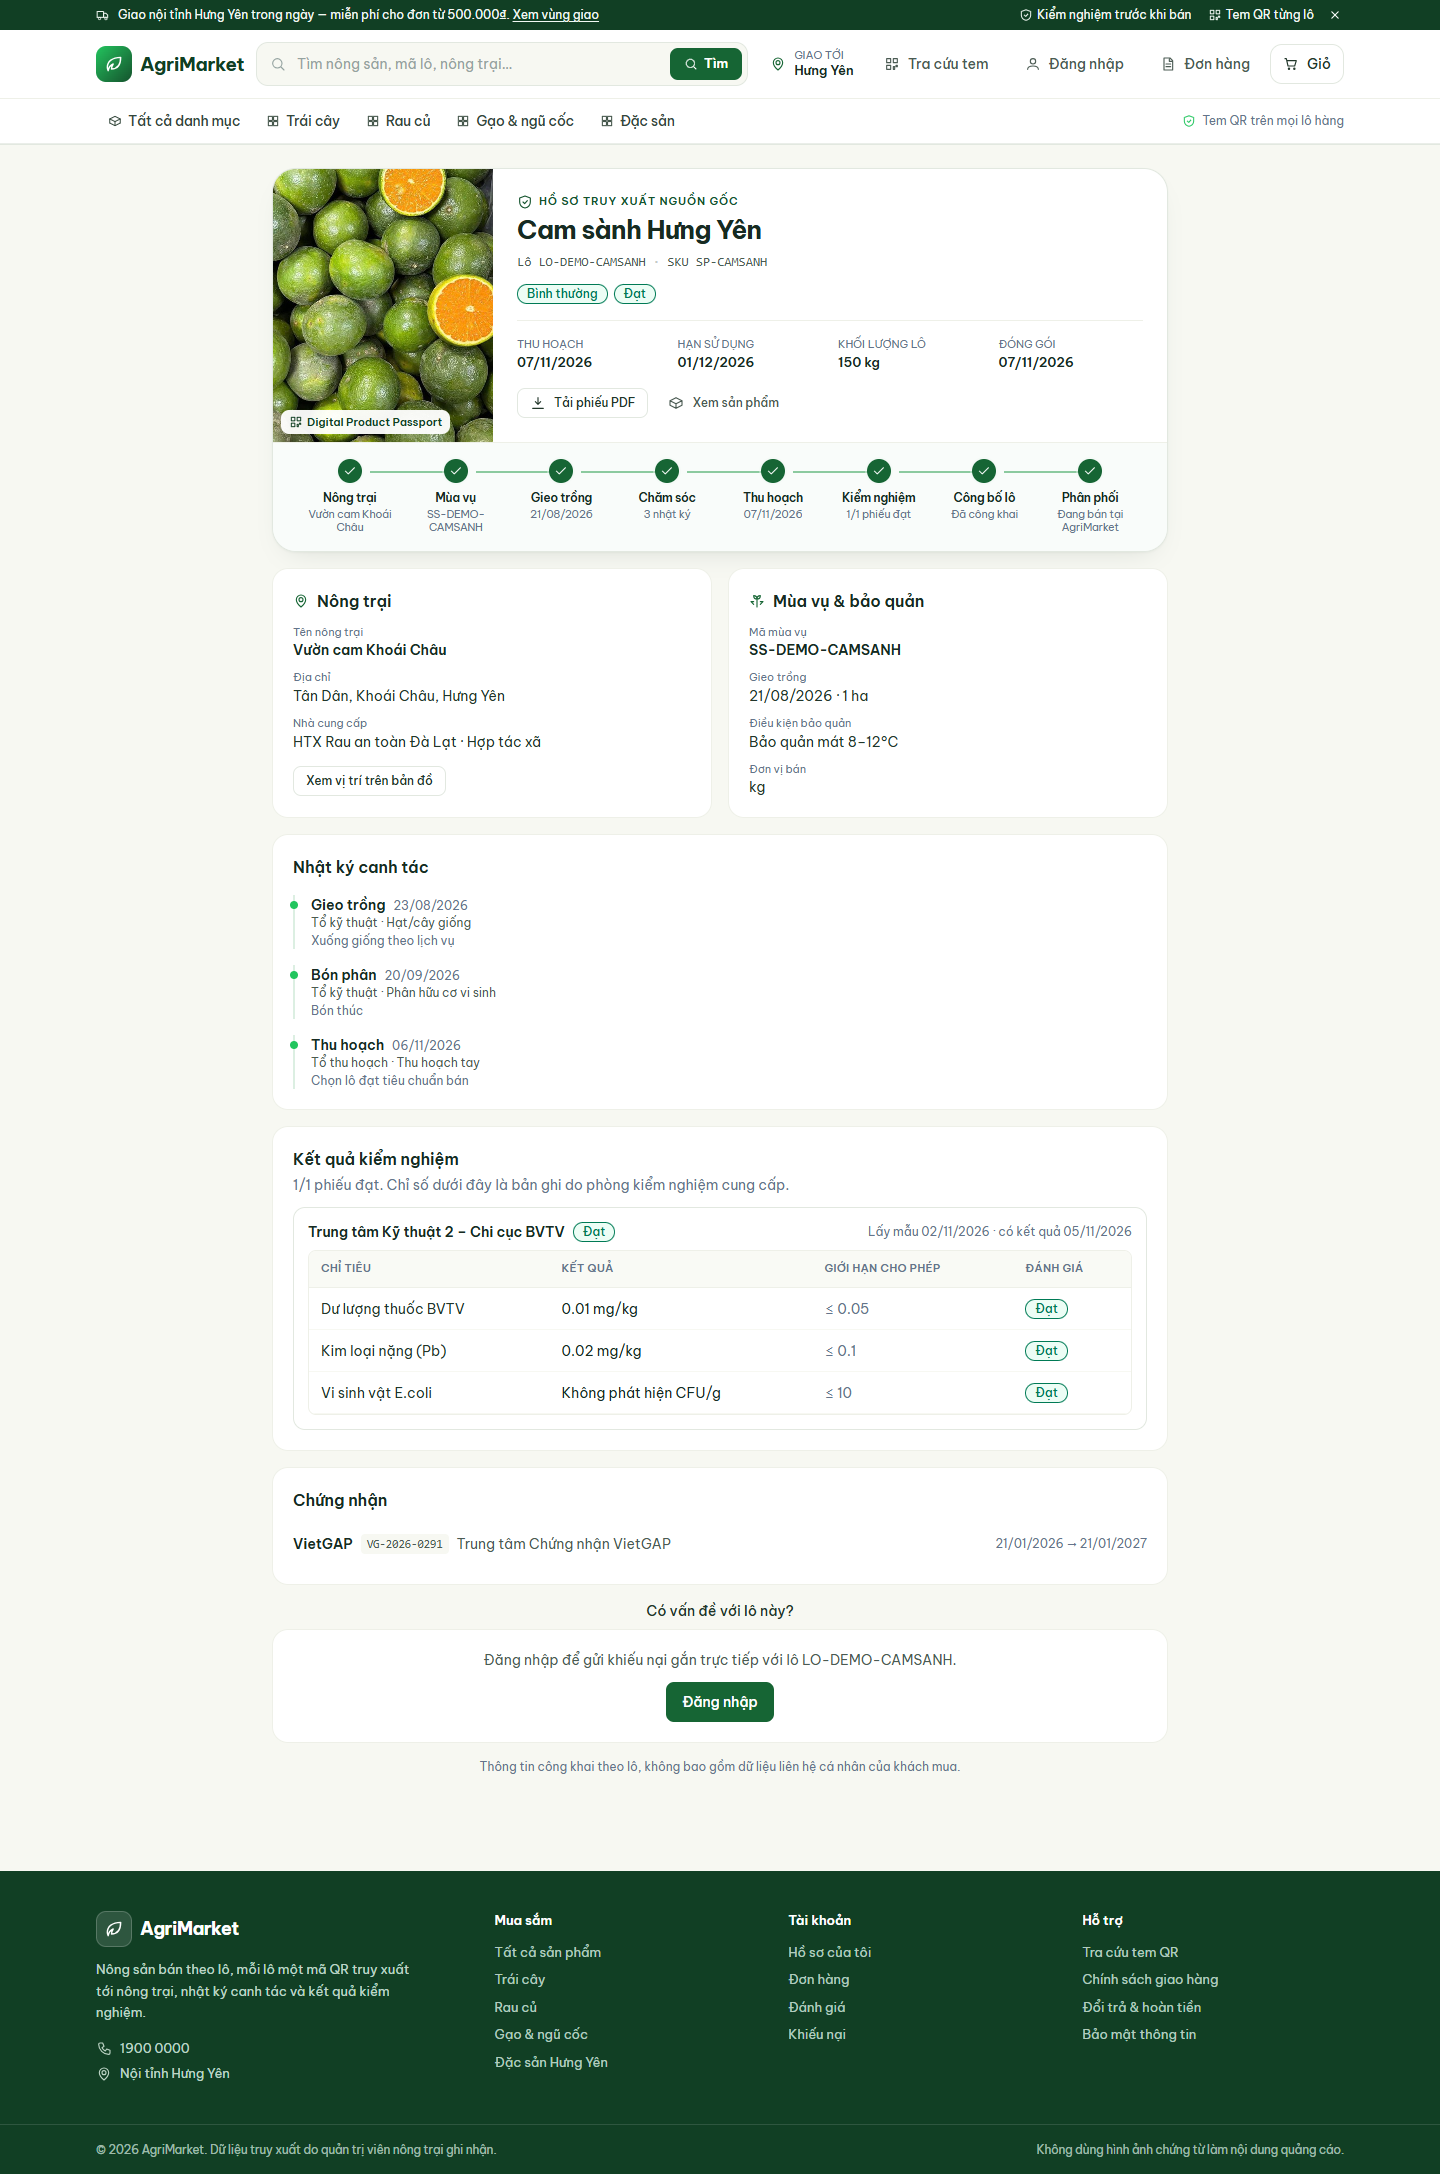 Giao nội tỉnh Hưng Yên trong ngày — miễn phí cho đơn từ 500.000₫. Xem vùng giao
Kiểm nghiệm trước khi bán
Tem QR từng lô
AgriMarket
Tìm nông sản, mã lô, nông trại...
Tìm
GIAO TỚI
Hưng Yên
Tra cứu tem
Đăng nhập
Đơn hàng
Giỏ
Tất cả danh mục
Trái cây
Rau củ
Gạo & ngũ cốc
Đặc sản
Tem QR trên mọi lô hàng
HỒ SƠ TRUY XUẤT NGUỒN GỐC
Cam sành Hưng Yên
Lô LO-DEMO-CAMSANH · SKU SP-CAMSANH
Bình thường
Đạt
THU HOẠCH
07/11/2026
HẠN SỬ DỤNG
01/12/2026
KHỐI LƯỢNG LÔ
150 kg
ĐÓNG GÓI
07/11/2026
Tải phiếu PDF
Xem sản phẩm
Digital Product Passport
Nông trại
Vườn cam Khoái
Châu
Mùa vụ
SS-DEMO-
CAMSANH
Gieo trồng
21/08/2026
Chăm sóc
3 nhật ký
Thu hoạch
07/11/2026
Kiểm nghiệm
1/1 phiếu đạt
Công bố lô
Đã công khai
Phân phối
Đang bán tại
AgriMarket
Nông trại
Tên nông trại
Vườn cam Khoái Châu
Địa chỉ
Tân Dân, Khoái Châu, Hưng Yên
Nhà cung cấp
HTX Rau an toàn Đà Lạt · Hợp tác xã
Xem vị trí trên bản đồ
Mùa vụ & bảo quản
Mã mùa vụ
SS-DEMO-CAMSANH
Gieo trồng
21/08/2026 · 1 ha
Điều kiện bảo quản
Bảo quản mát 8–12°C
Đơn vị bán
kg
Nhật ký canh tác
Gieo trồng 23/08/2026
Tổ kỹ thuật · Hạt/cây giống
Xuống giống theo lịch vụ
Bón phân 20/09/2026
Tổ kỹ thuật · Phân hữu cơ vi sinh
Bón thúc
Thu hoạch 06/11/2026
Tổ thu hoạch · Thu hoạch tay
Chọn lô đạt tiêu chuẩn bán
Kết quả kiểm nghiệm
1/1 phiếu đạt. Chỉ số dưới đây là bản ghi do phòng kiểm nghiệm cung cấp.
Trung tâm Kỹ thuật 2 – Chi cục BVTV Đạt
Lấy mẫu 02/11/2026 · có kết quả 05/11/2026
CHỈ TIÊU KẾT QUẢ GIỚI HẠN CHO PHÉP ĐÁNH GIÁ
Dư lượng thuốc BVTV 0.01 mg/kg ≤ 0.05 Đạt
Kim loại nặng (Pb) 0.02 mg/kg ≤ 0.1 Đạt
Vi sinh vật E.coli Không phát hiện CFU/g ≤ 10 Đạt
Chứng nhận
VietGAP VG-2026-0291 Trung tâm Chứng nhận VietGAP 21/01/2026 → 21/01/2027
Có vấn đề với lô này?
Đăng nhập để gửi khiếu nại gắn trực tiếp với lô LO-DEMO-CAMSANH.
Đăng nhập
Thông tin công khai theo lô, không bao gồm dữ liệu liên hệ cá nhân của khách mua.
AgriMarket
Nông sản bán theo lô, mỗi lô một mã QR truy xuất
tới nông trại, nhật ký canh tác và kết quả kiểm
nghiệm.
1900 0000
Nội tỉnh Hưng Yên
Mua sắm
Tất cả sản phẩm
Trái cây
Rau củ
Gạo & ngũ cốc
Đặc sản Hưng Yên
Tài khoản
Hồ sơ của tôi
Đơn hàng
Đánh giá
Khiếu nại
Hỗ trợ
Tra cứu tem QR
Chính sách giao hàng
Đổi trả & hoàn tiền
Bảo mật thông tin
© 2026 AgriMarket. Dữ liệu truy xuất do quản trị viên nông trại ghi nhận.
Không dùng hình ảnh chứng từ làm nội dung quảng cáo.